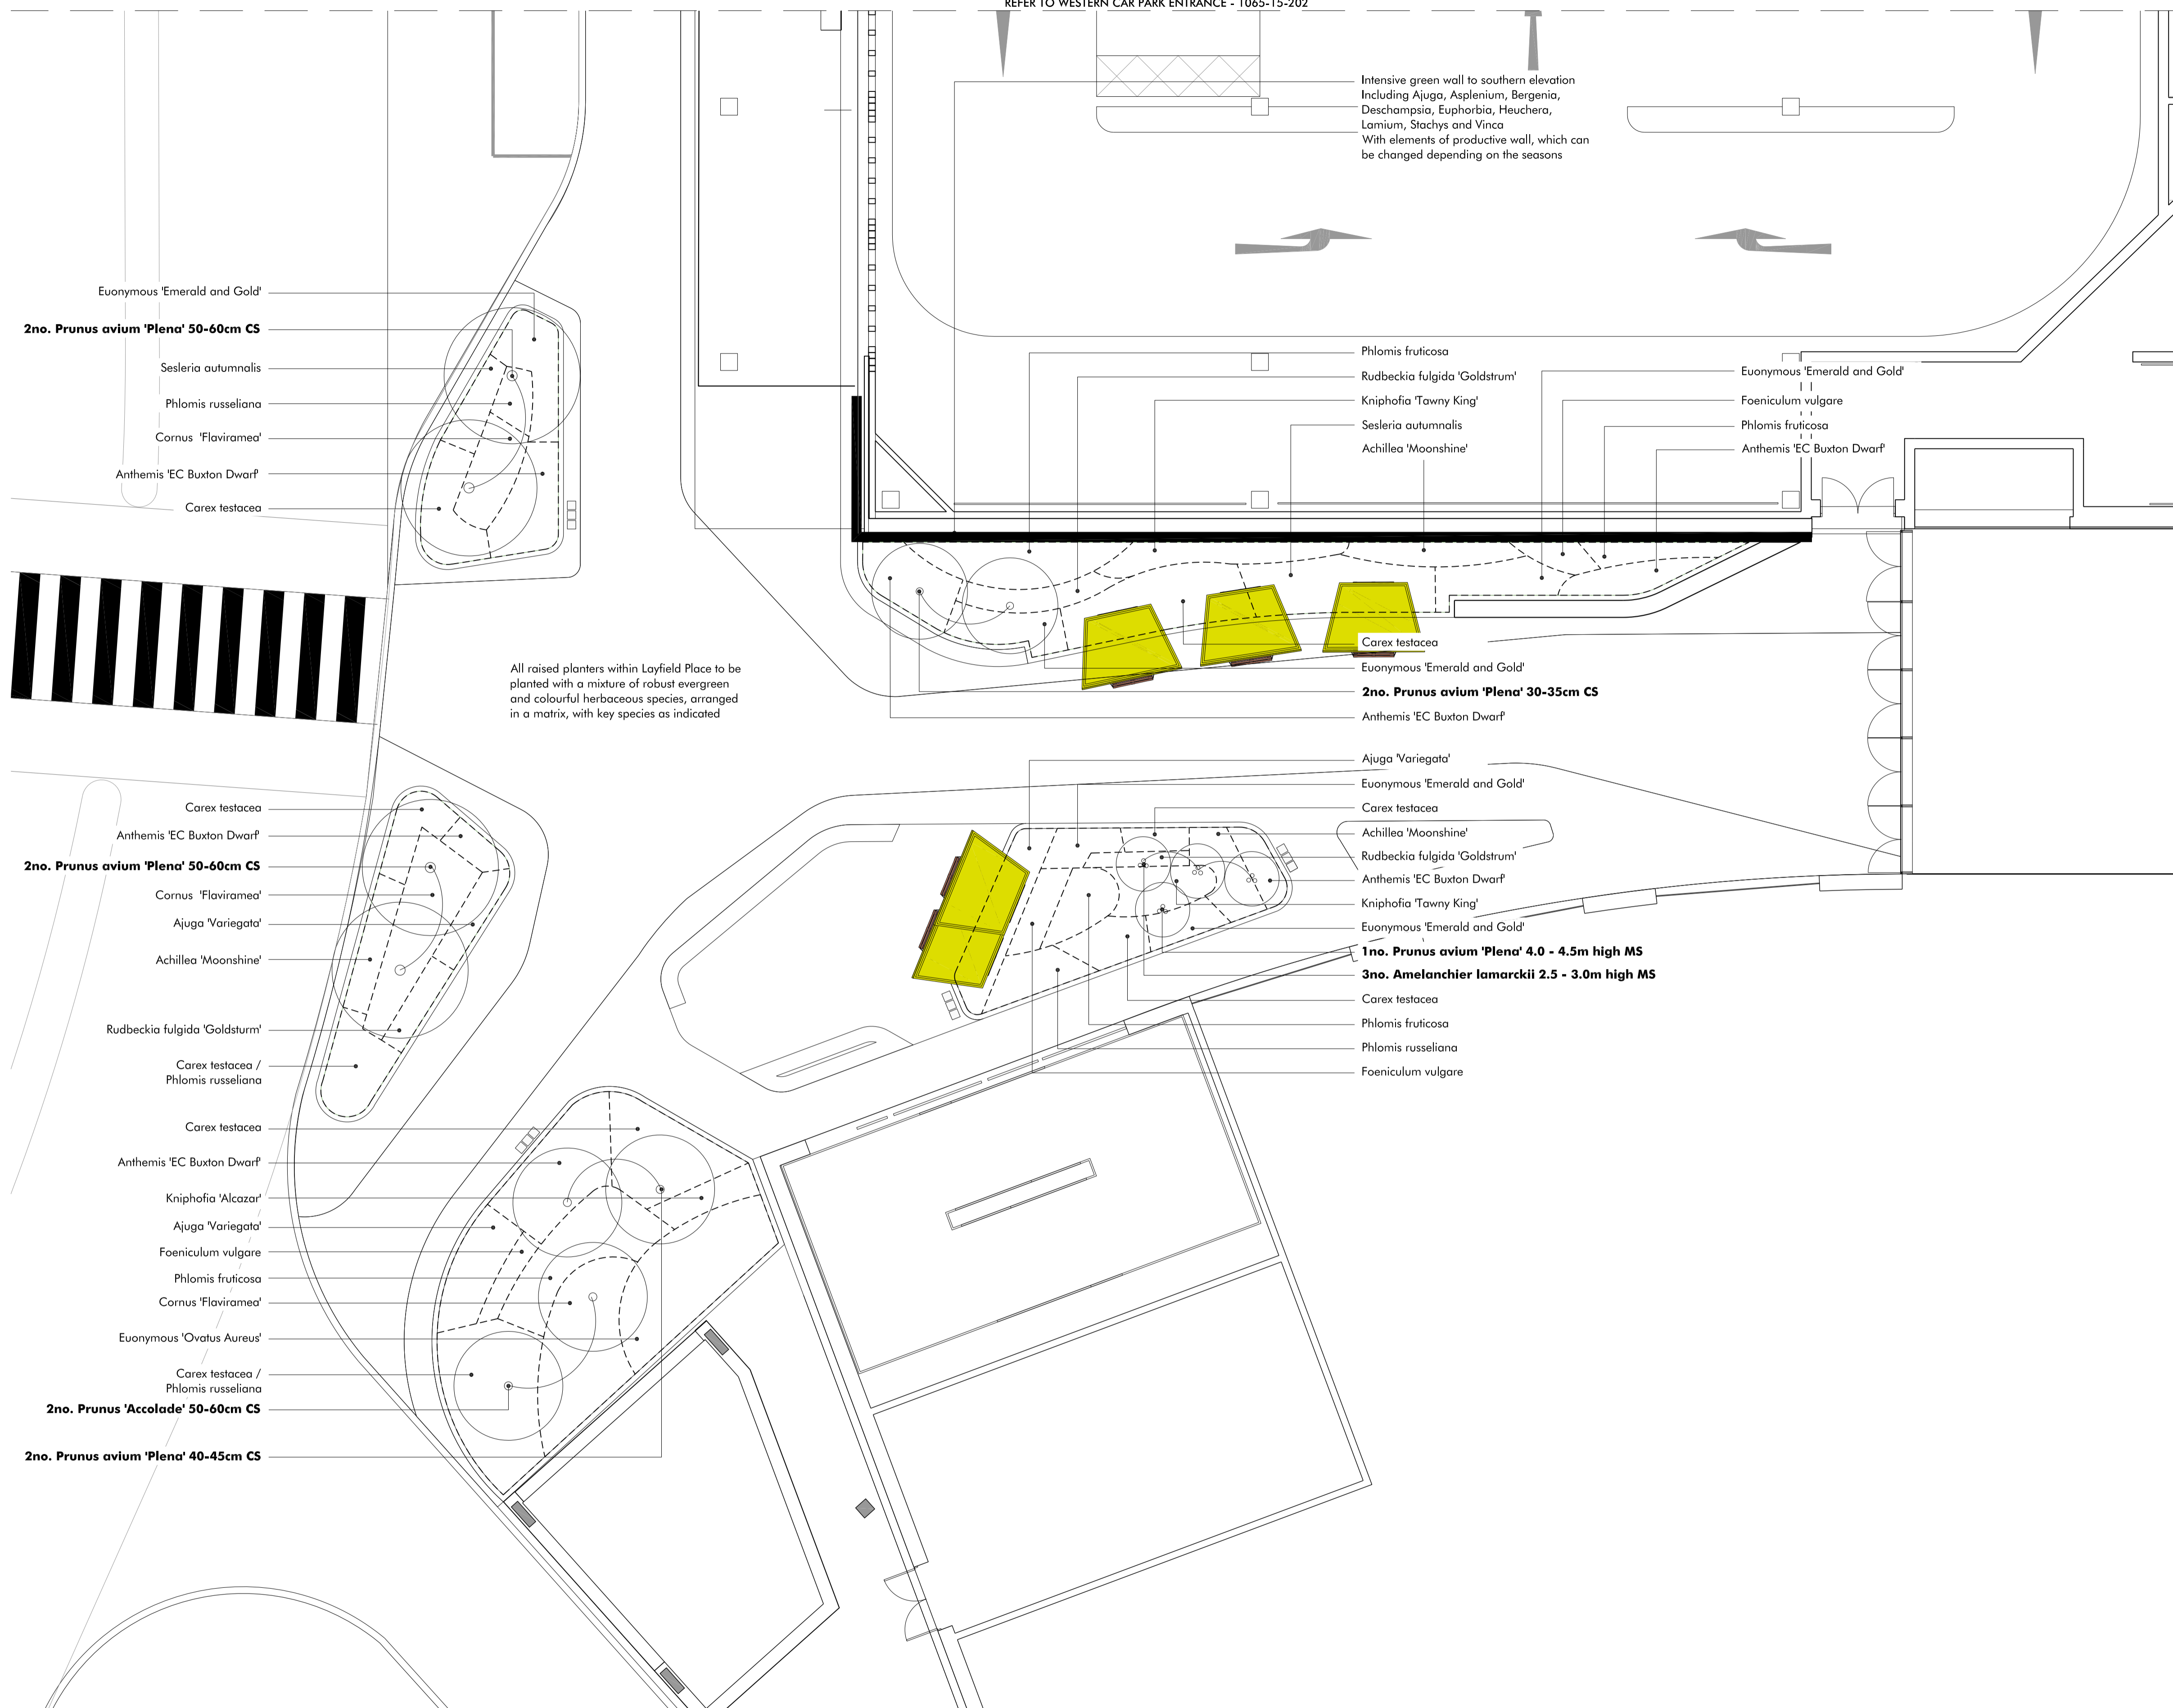 REFER TO WESTERN CAR PARK ENTRANCE - 1065-15-202
Intensive green wall to southern elevation
Including Ajuga, Asplenium, Bergenia,
Deschampsia, Euphorbia, Heuchera,
Lamium, Stachys and Vinca
With elements of productive wall, which can
be changed depending on the seasons
Euonymous 'Emerald and Gold'
2no. Prunus avium 'Plena' 50-60cm CS
Sesleria autumnalis
Phlomis russeliana
Cornus 'Flaviramea'
Anthemis 'EC Buxton Dwarf'
Carex testacea
Phlomis fruticosa
Rudbeckia fulgida 'Goldstrum'
Kniphofia 'Tawny King'
Sesleria autumnalis
Achillea 'Moonshine'
Euonymous 'Emerald and Gold'
Foeniculum vulgare
Phlomis fruticosa
Anthemis 'EC Buxton Dwarf'
Carex testacea
Euonymous 'Emerald and Gold'
2no. Prunus avium 'Plena' 30-35cm CS
Anthemis 'EC Buxton Dwarf'
All raised planters within Layfield Place to be
planted with a mixture of robust evergreen
and colourful herbaceous species, arranged
in a matrix, with key species as indicated
Ajuga 'Variegata'
Euonymous 'Emerald and Gold'
Carex testacea
Achillea 'Moonshine'
Rudbeckia fulgida 'Goldstrum'
Anthemis 'EC Buxton Dwarf'
Kniphofia 'Tawny King'
Euonymous 'Emerald and Gold'
1no. Prunus avium 'Plena' 4.0 - 4.5m high MS
3no. Amelanchier lamarckii 2.5 - 3.0m high MS
Carex testacea
Phlomis fruticosa
Phlomis russeliana
Foeniculum vulgare
Carex testacea
Anthemis 'EC Buxton Dwarf'
2no. Prunus avium 'Plena' 50-60cm CS
Cornus 'Flaviramea'
Ajuga 'Variegata'
Achillea 'Moonshine'
Rudbeckia fulgida 'Goldsturm'
Carex testacea /
Phlomis russeliana
Carex testacea
Anthemis 'EC Buxton Dwarf'
Kniphofia 'Alcazar'
Ajuga 'Variegata'
Foeniculum vulgare
Phlomis fruticosa
Cornus 'Flaviramea'
Euonymous 'Ovatus Aureus'
Carex testacea /
Phlomis russeliana
2no. Prunus 'Accolade' 50-60cm CS
2no. Prunus avium 'Plena' 40-45cm CS